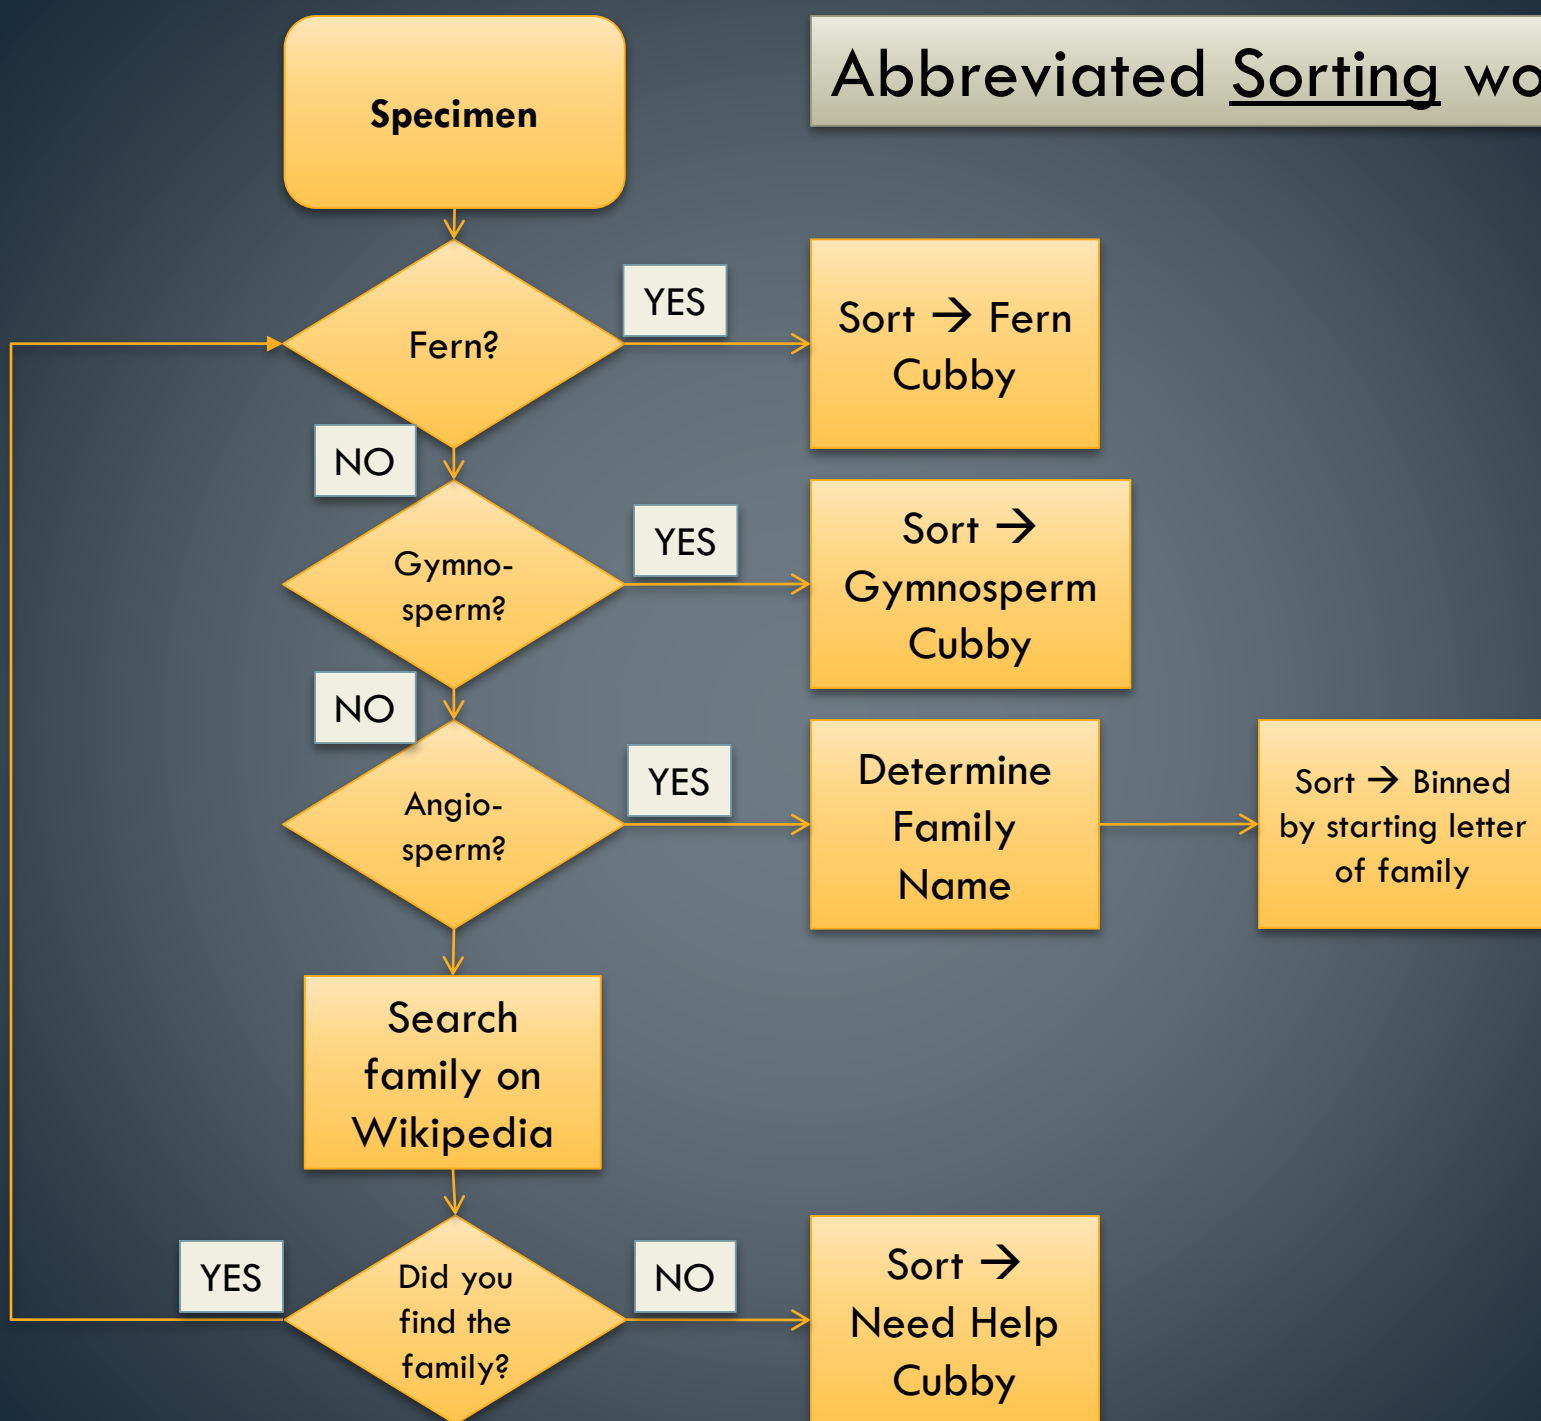 Abbreviated Sorting
Specimen
Fern?
YES
Sort → Fern
Cubby
NO
Gymno-
sperm?
YES
Sort →
Gymnosperm
Cubby
NO
Angio-
sperm?
YES
Determine
Family
Name
Sort → Binned
by starting letter
of family
Search
family on
Wikipedia
YES
Did you
find the
family?
NO
Sort →
Need Help
Cubby